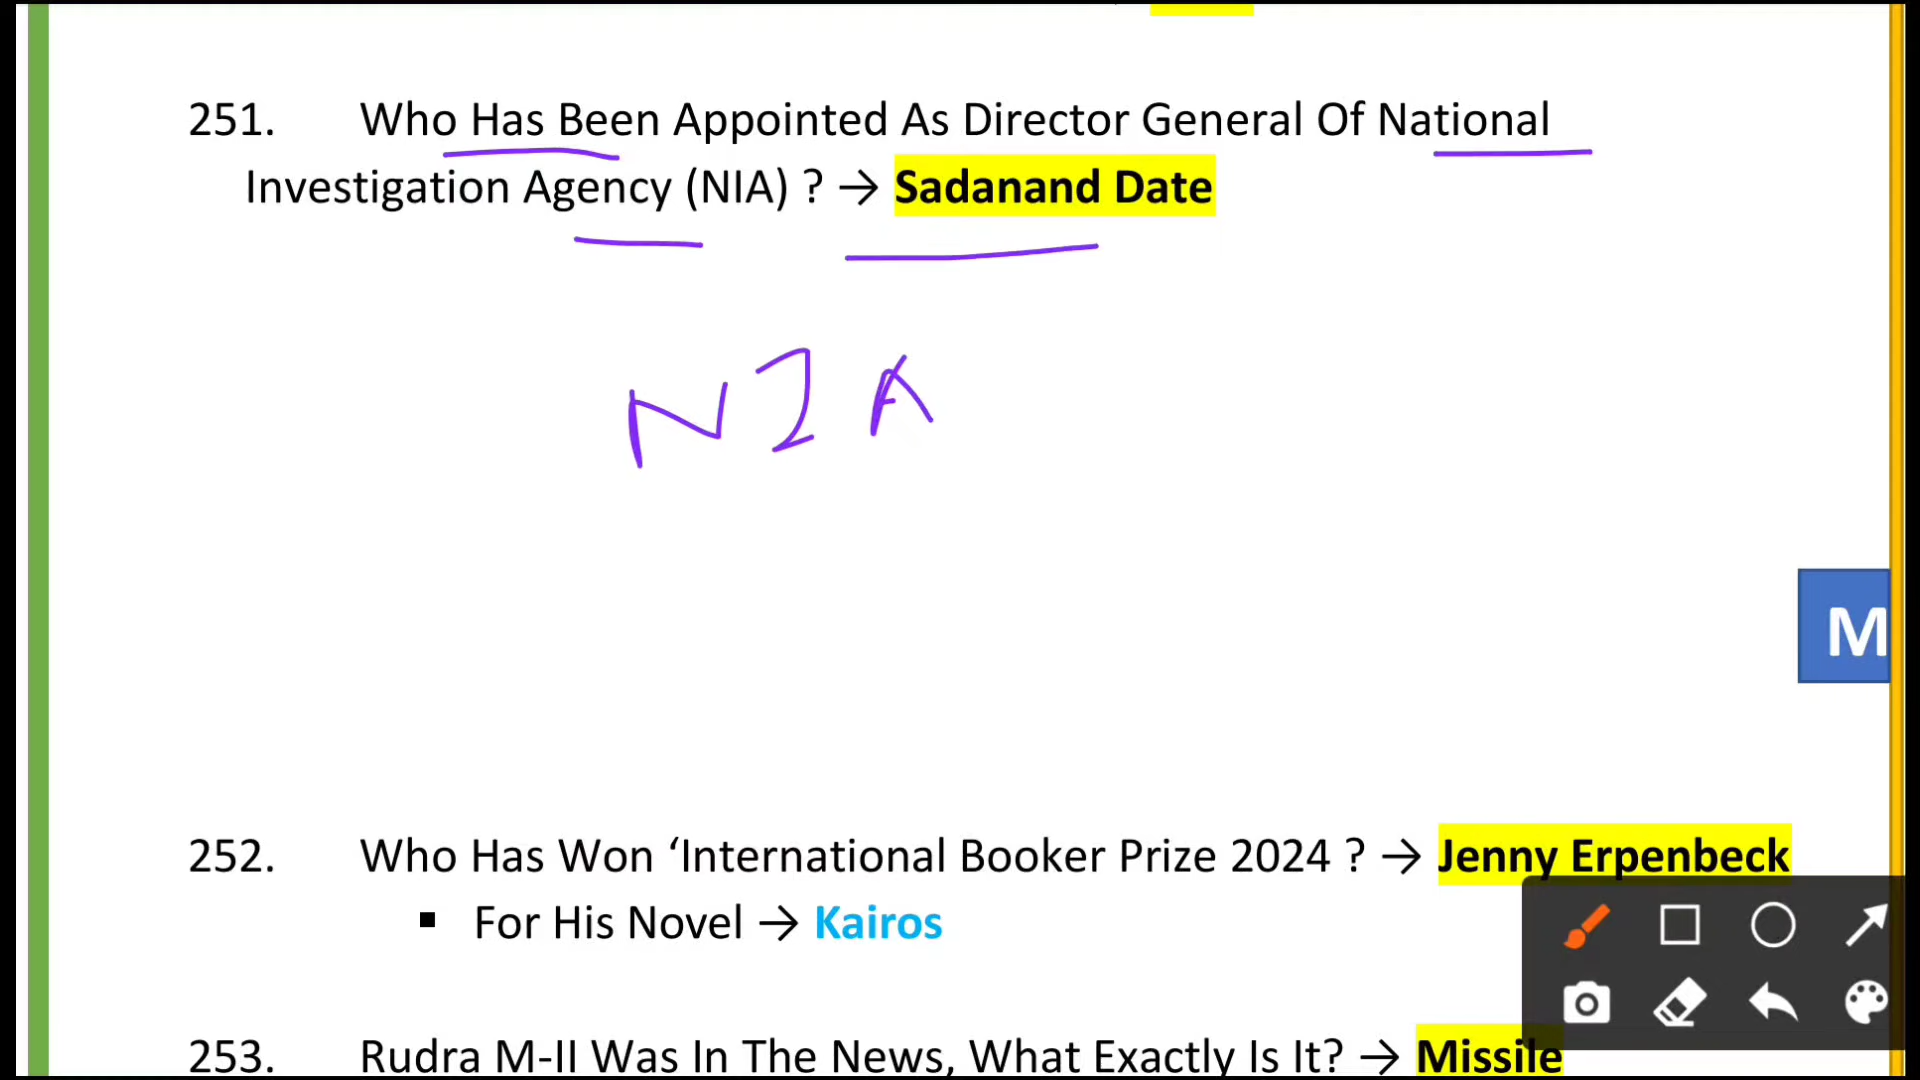 251. Who Has Been Appointed As Director General Of National
Investigation Agency (NIA) ? → Sadanand Date
NIA
M
252. Who Has Won ‘International Booker Prize 2024 ? → Jenny Erpenbeck
▪ For His Novel → Kairos
253. Rudra M-II Was In The News, What Exactly Is It? → Missile